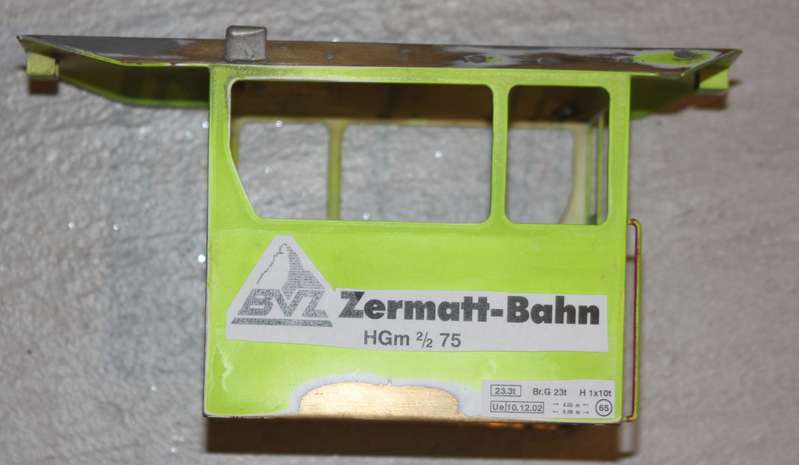 BVZ Zermatt-Bahn
HGm 2/2 75
23.3t Br.G 23t H 1x10t
Ue 10.12.02
65